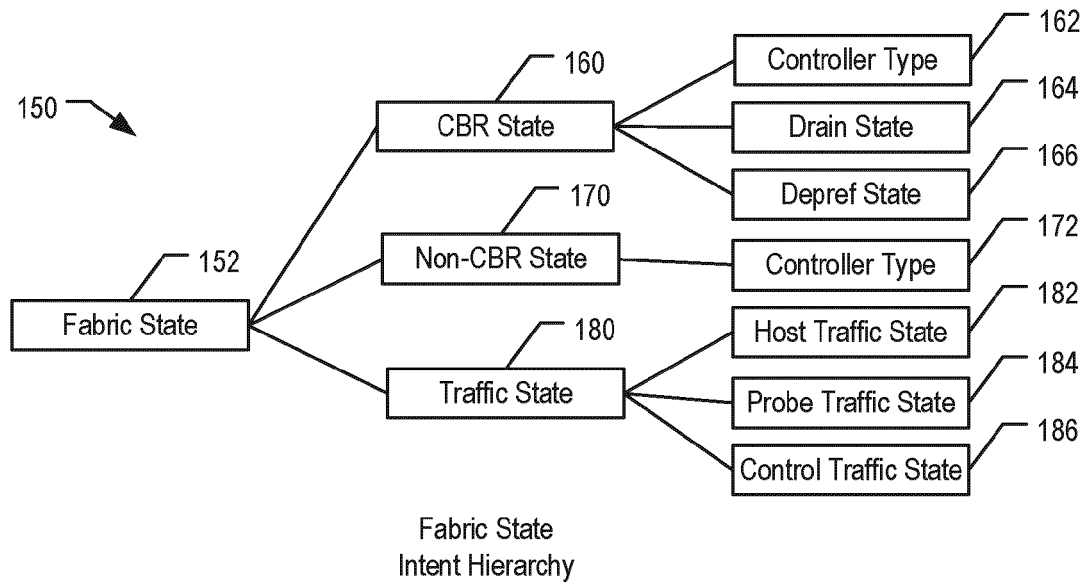 162
Controller Type
160
164
150
CBR State
Drain State
166
Depref State
170
172
Non-CBR State
Controller Type
152
182
Fabric State
Host Traffic State
180
184
Traffic State
Probe Traffic State
186
Control Traffic State
Fabric State
Intent Hierarchy